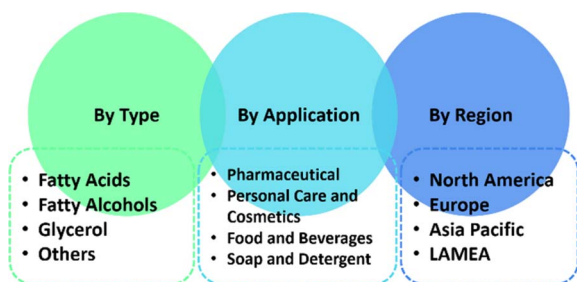 By Type
By Application
By Region
• Fatty Acids
• Fatty Alcohols
• Glycerol
• Others
• Pharmaceutical
• Personal Care and
Cosmetics
• Food and Beverages
• Soap and Detergent
• North America
• Europe
• Asia Pacific
• LAMEA